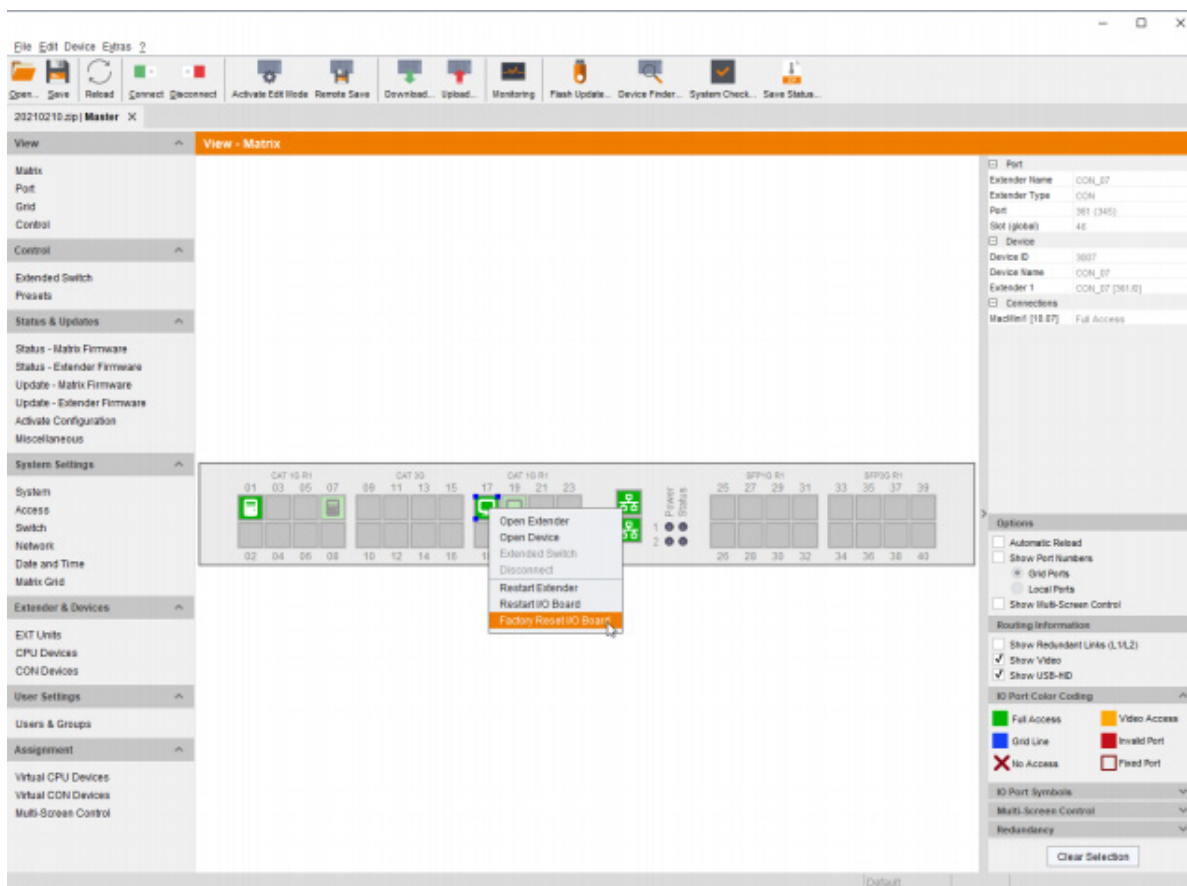 File Edit Device Extras ?
Open... Save Reload Connect Disconnect Activate Edit Mode Remote Save Download... Upload... Monitoring Flash Update... Device Finder... System Check... Save Status...
20210210.zip | Master X
View
View - Matrix
Matrix
Port
Grid
Control
Control
Extended Switch
Presets
Status & Updates
Status - Matrix Firmware
Status - Extender Firmware
Update - Matrix Firmware
Update - Extender Firmware
Activate Configuration
Miscellaneous
System Settings
System
Access
Switch
Network
Date and Time
Matrix Grid
Extender & Devices
EXT Units
CPU Devices
CON Devices
User Settings
Users & Groups
Assignment
Virtual CPU Devices
Virtual CON Devices
Multi-Screen Control
CAT 1G R1 CAT 3G CAT 1G R1 SFP1G R1 SFP3G R1
01 03 05 07 09 11 13 15 17 19 21 23 Power Status 25 27 29 31 33 35 37 39
1
2
02 04 06 08 10 12 14 16 26 28 30 32 34 36 38 40
Open Extender
Open Device
Extended Switch
Disconnect
Restart Extender
Restart I/O Board
Factory Reset I/O Board
Port
Extender Name CON_07
Extender Type CON
Port 361 (345)
Slot (global) 46
Device
Device ID 3007
Device Name CON_07
Extender 1 CON_07 [361/0]
Connections
MacMini1 [10.07] Full Access
Options
Automatic Reload
Show Port Numbers
Grid Ports
Local Ports
Show Multi-Screen Control
Routing Information
Show Redundant Links (L1/L2)
Show Video
Show USB-HID
IO Port Color Coding
Full Access Video Access
Grid Line Invalid Port
No Access Fixed Port
IO Port Symbols
Multi-Screen Control
Redundancy
Clear Selection
Default